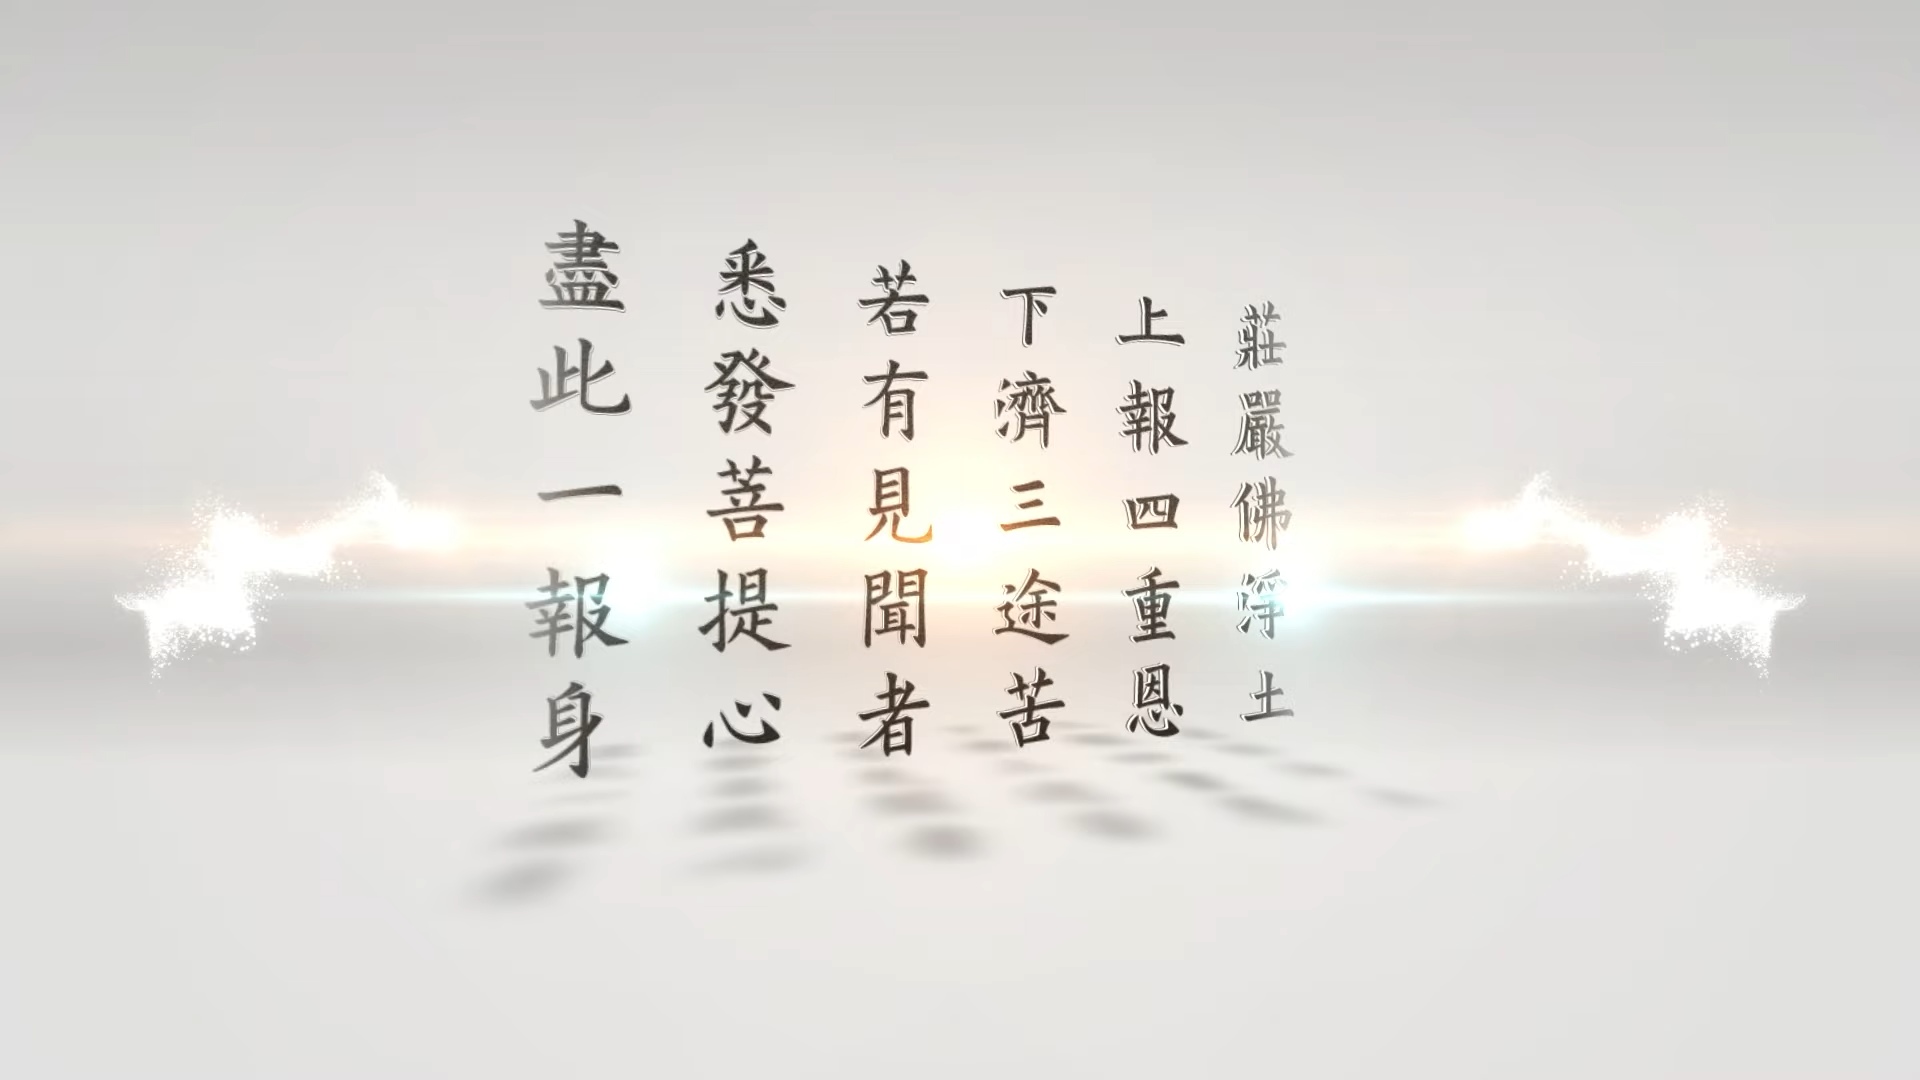 莊嚴佛淨土
上報四重恩
下濟三途苦
若有見聞者
悉發菩提心
盡此一報身